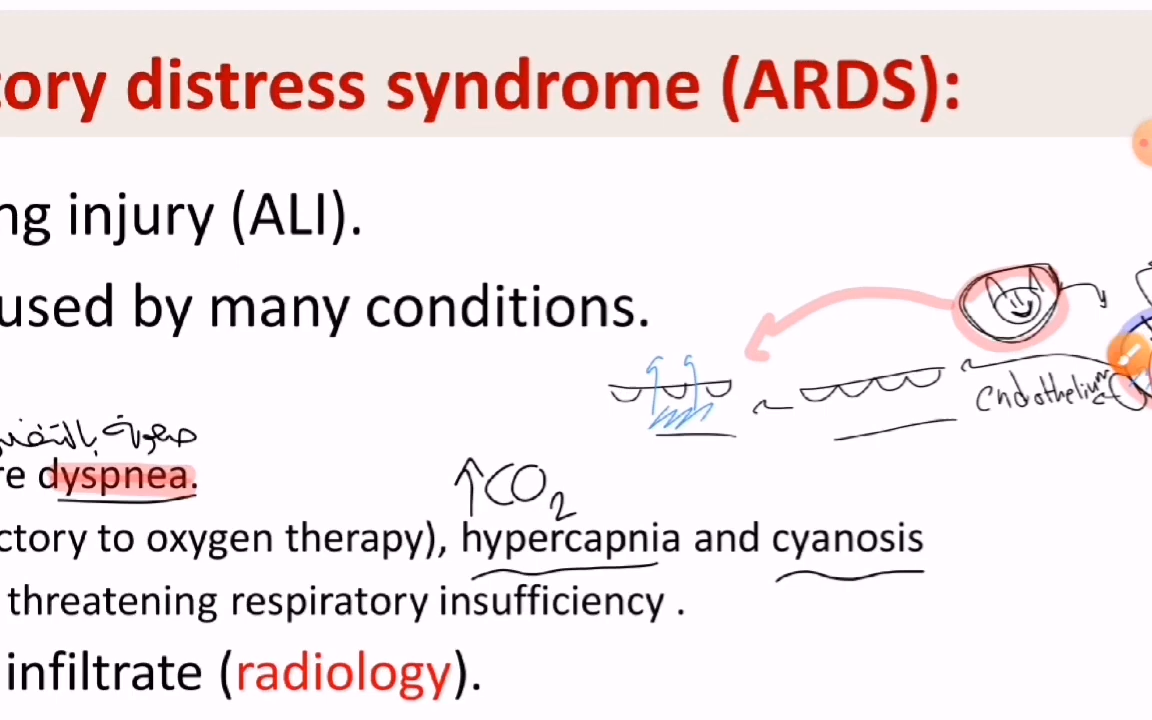 tory distress syndrome (ARDS):
ng injury (ALI).
used by many conditions.
endothelium
صعوبة بالتنفس
re dyspnea.
↑CO2
ctory to oxygen therapy), hypercapnia and cyanosis
threatening respiratory insufficiency .
infiltrate (radiology).